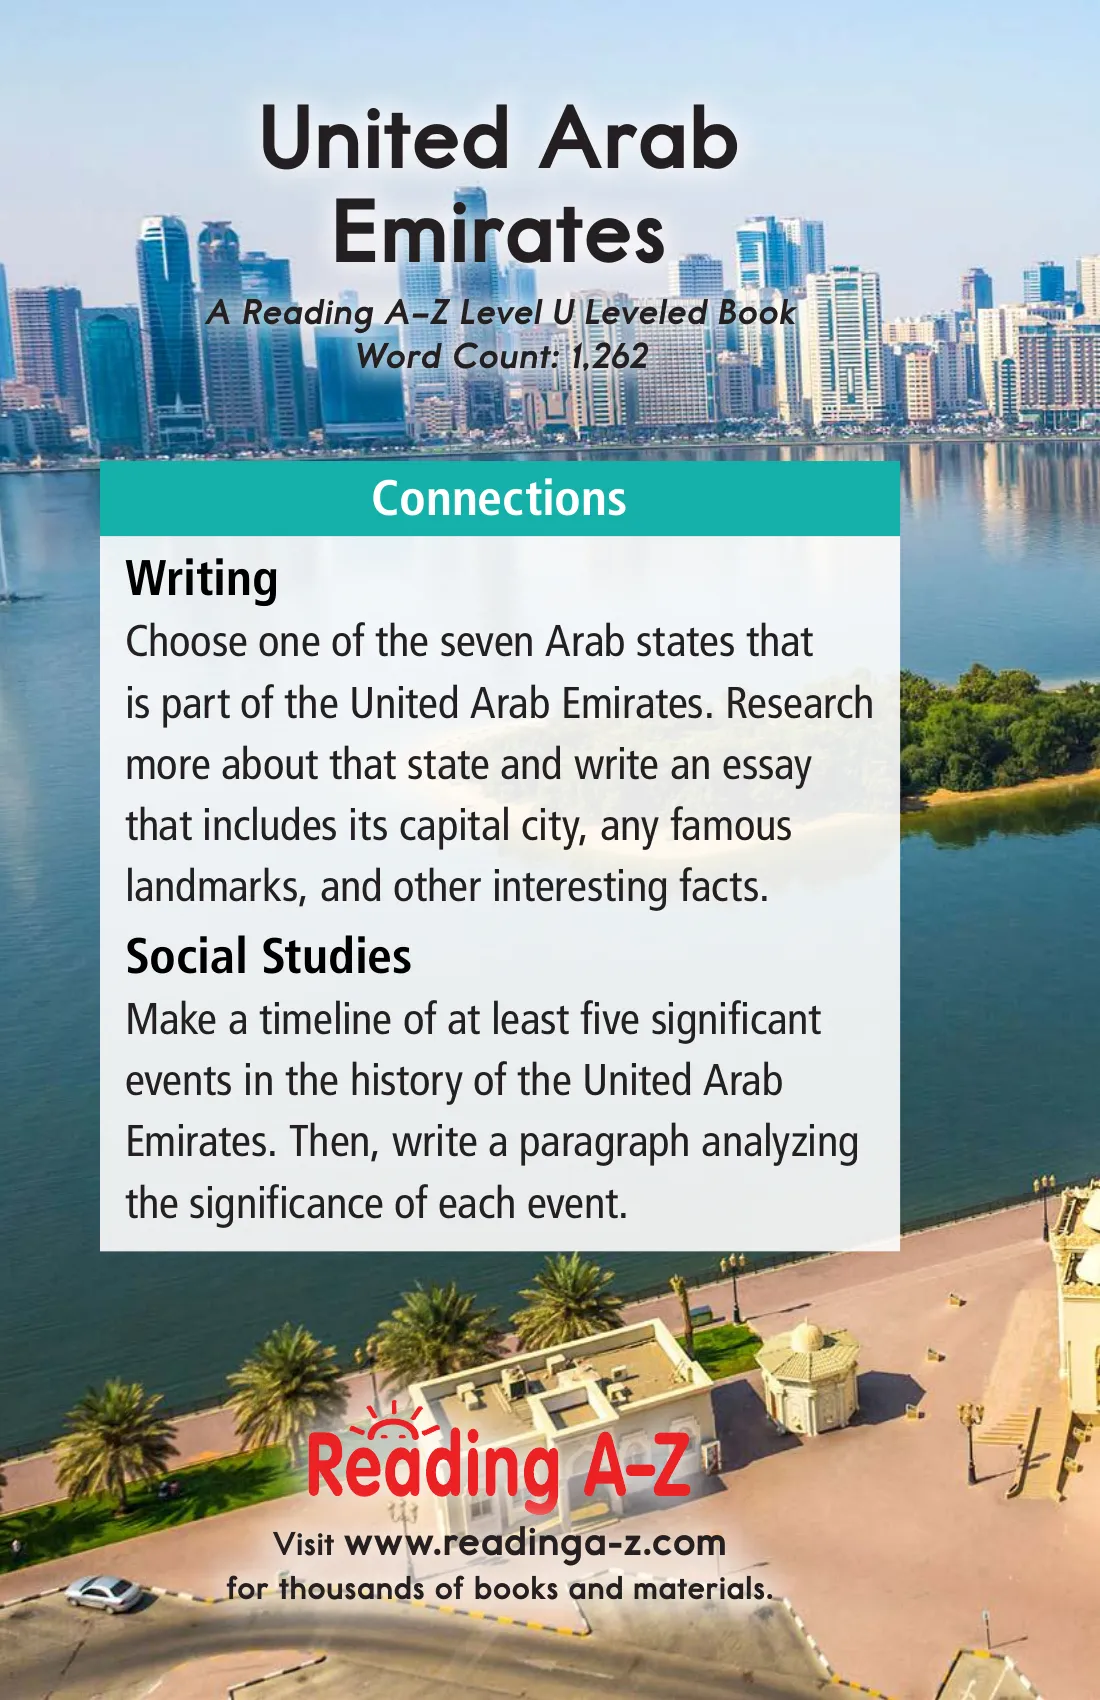 United Arab
Emirates
A Reading A–Z Level U Leveled Book
Word Count: 1,262
Connections
Writing
Choose one of the seven Arab states that
is part of the United Arab Emirates. Research
more about that state and write an essay
that includes its capital city, any famous
landmarks, and other interesting facts.
Social Studies
Make a timeline of at least five significant
events in the history of the United Arab
Emirates. Then, write a paragraph analyzing
the significance of each event.
Reading A–Z
Visit www.readinga-z.com
for thousands of books and materials.